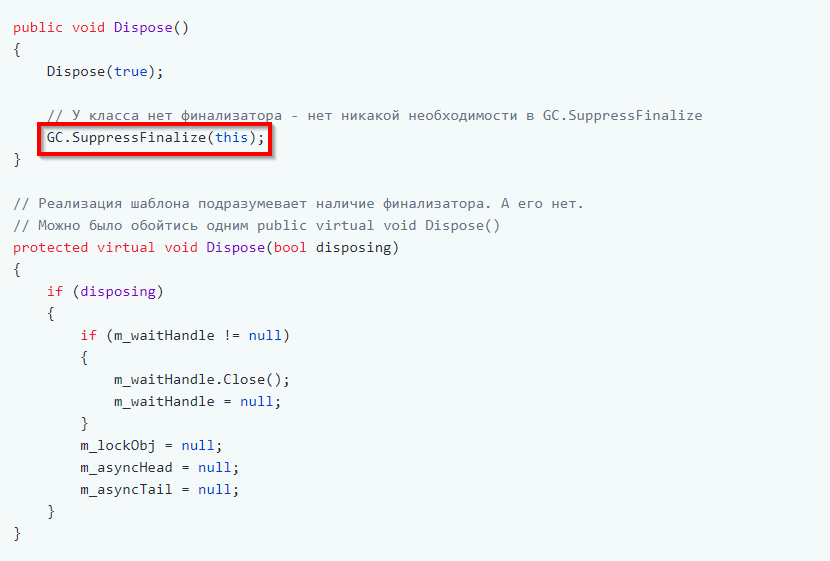 public void Dispose()
{
    Dispose(true);

    // У класса нет финализатора - нет никакой необходимости в GC.SuppressFinalize
    GC.SuppressFinalize(this);
}

// Реализация шаблона подразумевает наличие финализатора. А его нет.
// Можно было обойтись одним public virtual void Dispose()
protected virtual void Dispose(bool disposing)
{
    if (disposing)
    {
        if (m_waitHandle != null)
        {
            m_waitHandle.Close();
            m_waitHandle = null;
        }
        m_lockObj = null;
        m_asyncHead = null;
        m_asyncTail = null;
    }
}